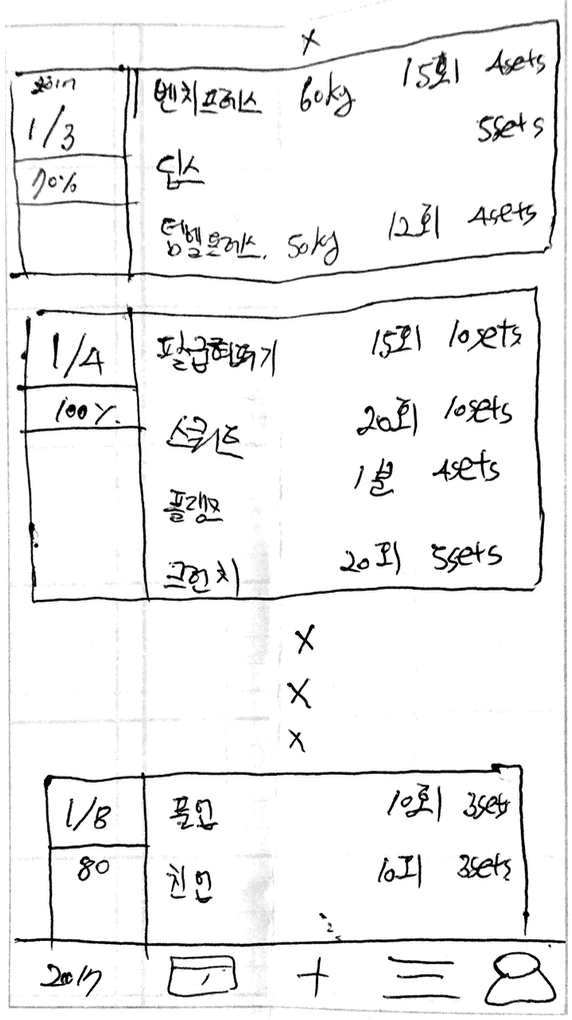 X
벤치프레스 60kg 15회 4sets
1/3
5sets
70% 딥스
덤벨프레스. 50kg 12회 4sets
1/4 팔굽혀펴기 15회 10sets
100%. 스쿼트 20회 10sets
1분 4sets
플랭크
크런치 20회 5sets
X
X
X
1/8 풀업 10회 3sets
80 친업 10회 3sets
+